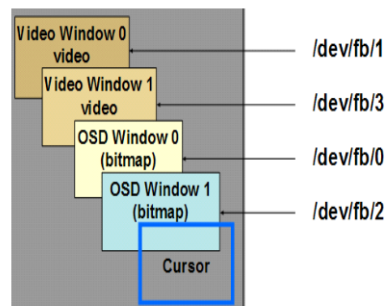 Video Window 0
video
/dev/fb/1
Video Window 1
video
/dev/fb/3
OSD Window 0
(bitmap)
/dev/fb/0
OSD Window 1
(bitmap)
/dev/fb/2
Cursor